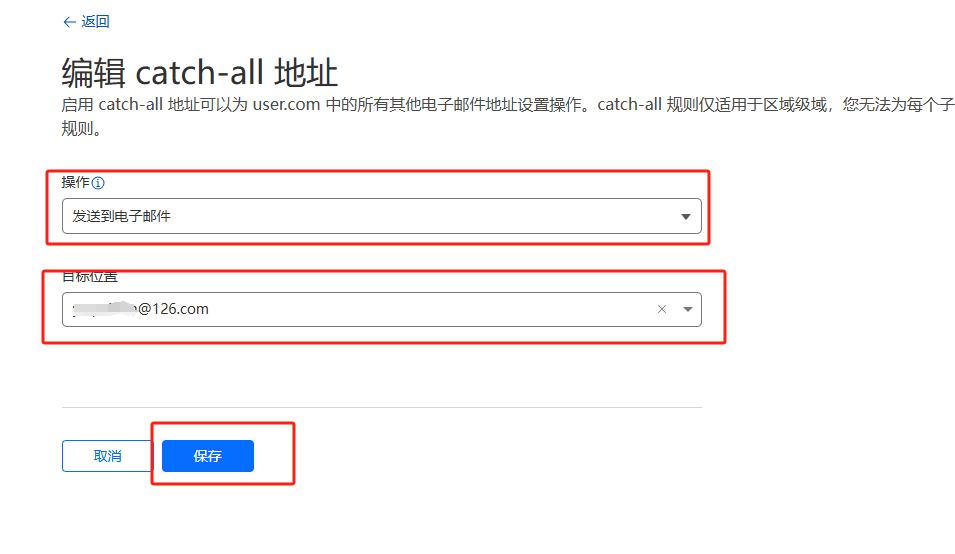 返回
编辑 catch-all 地址
启用 catch-all 地址可以为 user.com 中的所有其他电子邮件地址设置操作。catch-all 规则仅适用于区域级域，您无法为每个子
规则。
操作
发送到电子邮件
目标位置
@126.com
取消
保存